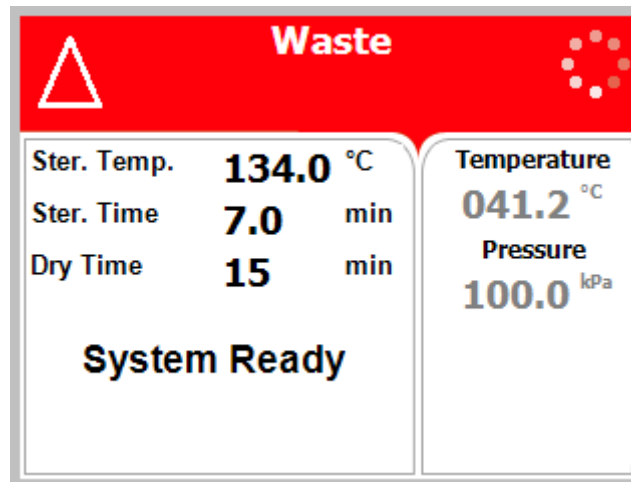 Waste
Ster. Temp. 134.0 °C
Ster. Time 7.0 min
Dry Time 15 min
System Ready
Temperature
041.2 °C
Pressure
100.0 kPa